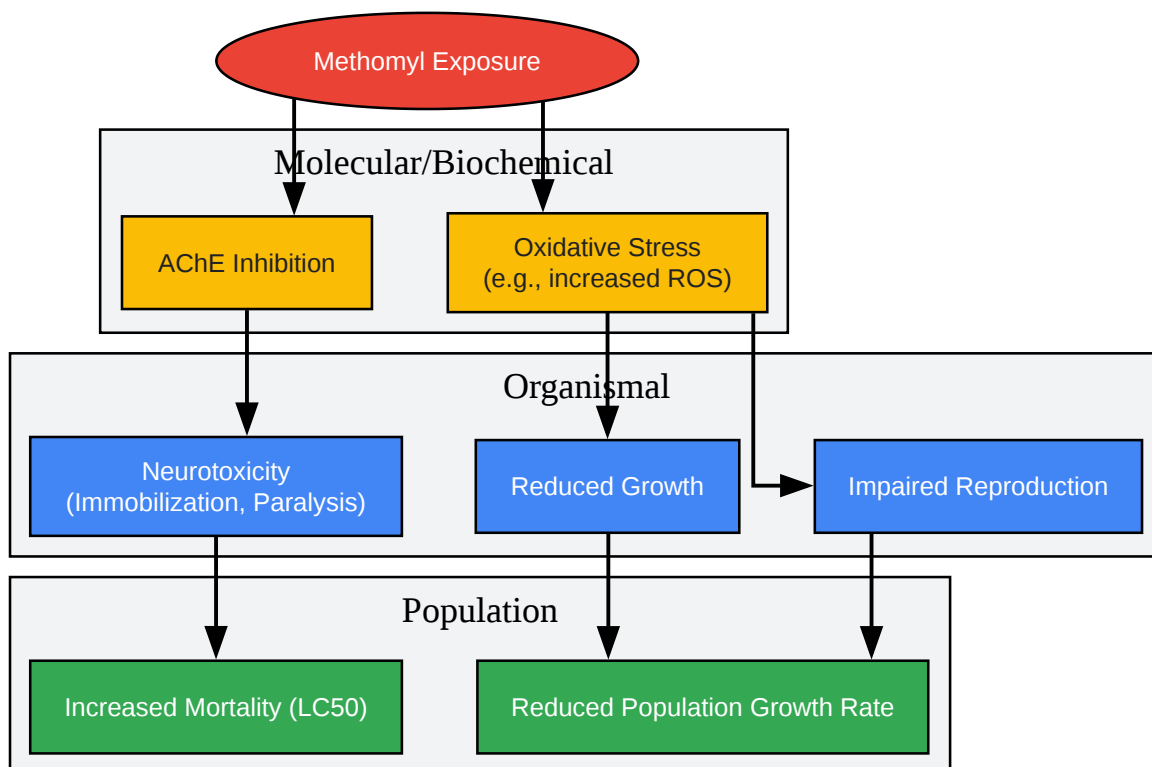 Methomyl Exposure
Molecular/Biochemical
AChE Inhibition
Oxidative Stress
(e.g., increased ROS)
Organismal
Neurotoxicity
(Immobilization, Paralysis)
Reduced Growth
Impaired Reproduction
Population
Increased Mortality (LC50)
Reduced Population Growth Rate